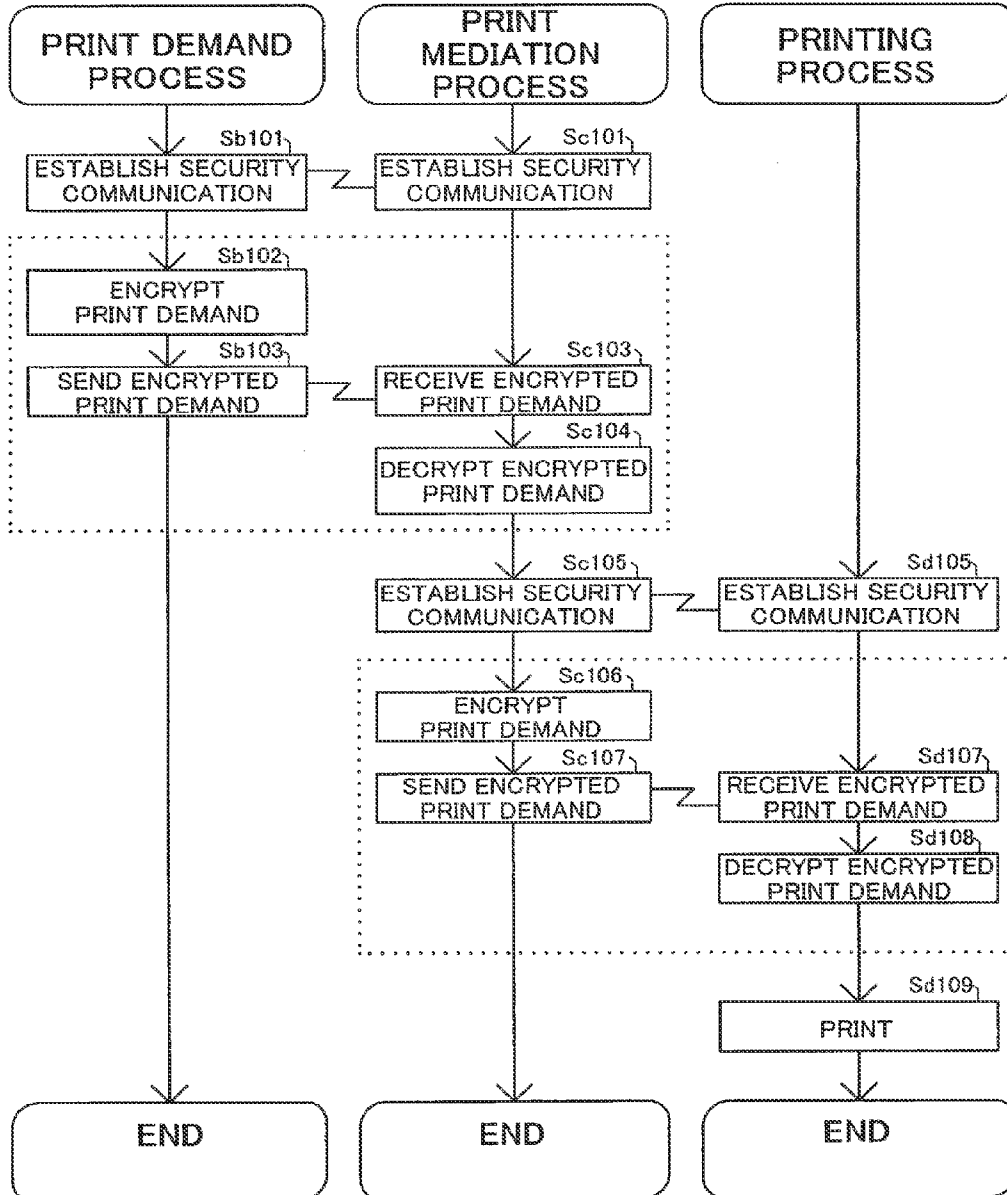 PRINT DEMAND
PROCESS
PRINT
MEDIATION
PROCESS
PRINTING
PROCESS
Sb101
ESTABLISH SECURITY
COMMUNICATION
Sc101
ESTABLISH SECURITY
COMMUNICATION
Sb102
ENCRYPT
PRINT DEMAND
Sb103
SEND ENCRYPTED
PRINT DEMAND
Sc103
RECEIVE ENCRYPTED
PRINT DEMAND
Sc104
DECRYPT ENCRYPTED
PRINT DEMAND
Sc105
ESTABLISH SECURITY
COMMUNICATION
Sd105
ESTABLISH SECURITY
COMMUNICATION
Sc106
ENCRYPT
PRINT DEMAND
Sc107
SEND ENCRYPTED
PRINT DEMAND
Sd107
RECEIVE ENCRYPTED
PRINT DEMAND
Sd108
DECRYPT ENCRYPTED
PRINT DEMAND
Sd109
PRINT
END
END
END